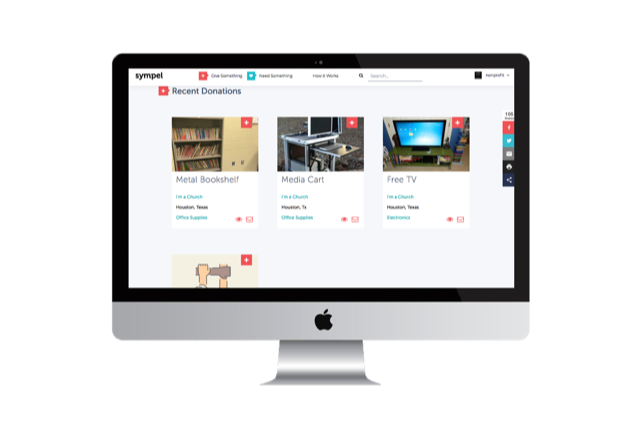 sympel
Give Something
Need Something
How it Works
Search...
Recent Donations
105
Metal Bookshelf
I'm a Church
Houston, Texas
Office Supplies
Media Cart
I'm a Church
Houston, Tx
Office Supplies
Free TV
I'm a Church
Houston, Texas
Electronics